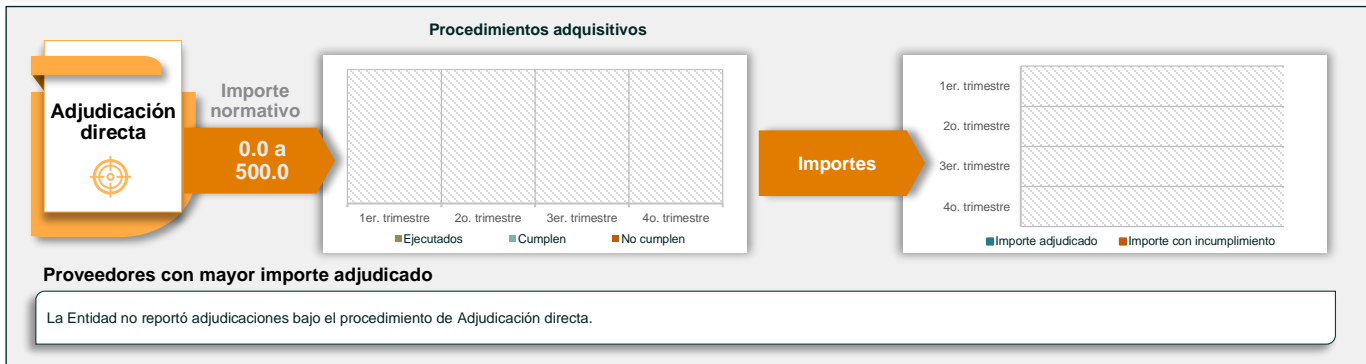 Procedimientos adquisitivos
Adjudicación
directa
Importe
normativo
0.0 a
500.0
1er. trimestre 2o. trimestre 3er. trimestre 4o. trimestre
Ejecutados Cumplen No cumplen
Importes
1er. trimestre
2o. trimestre
3er. trimestre
4o. trimestre
Importe adjudicado Importe con incumplimiento
Proveedores con mayor importe adjudicado
La Entidad no reportó adjudicaciones bajo el procedimiento de Adjudicación directa.